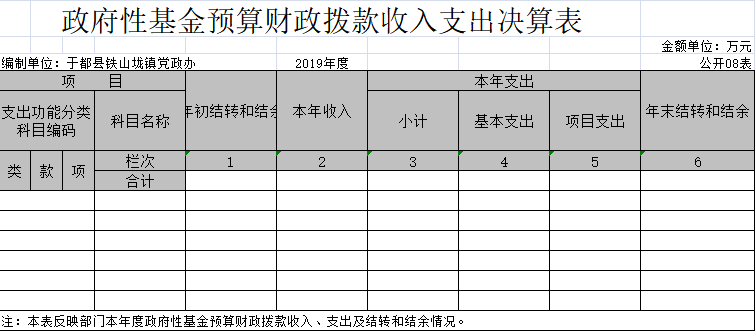 政府性基金预算财政拨款收入支出决算表
金额单位：万元
编制单位：于都县铁山垅镇党政办 2019年度 公开08表
项 目 年初结转和结余 本年收入 本年支出 年末结转和结余
支出功能分类科目编码 科目名称 小计 基本支出 项目支出
类 款 项 栏次 1 2 3 4 5 6
合计
注：本表反映部门本年度政府性基金预算财政拨款收入、支出及结转和结余情况。